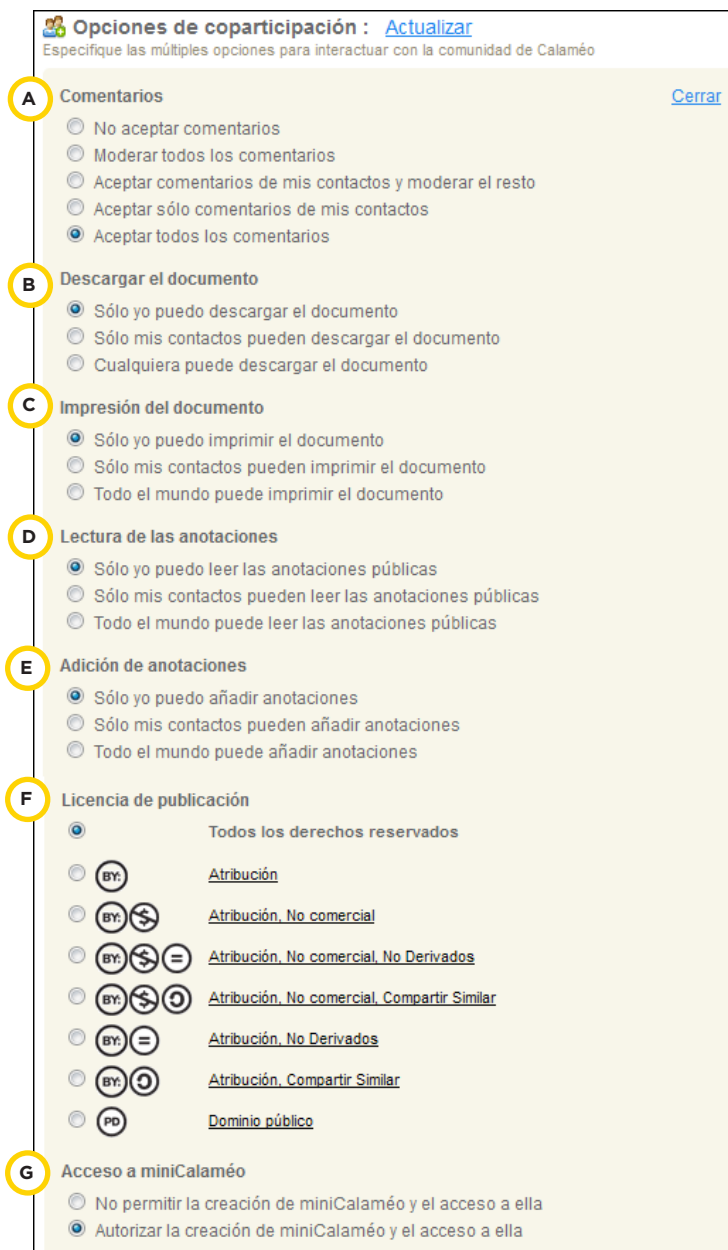 Opciones de coparticipación : Actualizar
Especifique las múltiples opciones para interactuar con la comunidad de Calaméo
A Comentarios Cerrar
No aceptar comentarios
Moderar todos los comentarios
Aceptar comentarios de mis contactos y moderar el resto
Aceptar sólo comentarios de mis contactos
Aceptar todos los comentarios
B Descargar el documento
Sólo yo puedo descargar el documento
Sólo mis contactos pueden descargar el documento
Cualquiera puede descargar el documento
C Impresión del documento
Sólo yo puedo imprimir el documento
Sólo mis contactos pueden imprimir el documento
Todo el mundo puede imprimir el documento
D Lectura de las anotaciones
Sólo yo puedo leer las anotaciones públicas
Sólo mis contactos pueden leer las anotaciones públicas
Todo el mundo puede leer las anotaciones públicas
E Adición de anotaciones
Sólo yo puedo añadir anotaciones
Sólo mis contactos pueden añadir anotaciones
Todo el mundo puede añadir anotaciones
F Licencia de publicación
Todos los derechos reservados
BY: Atribución
BY: $ Atribución, No comercial
BY: $ = Atribución, No comercial, No Derivados
BY: $ Atribución, No comercial, Compartir Similar
BY: = Atribución, No Derivados
BY: Atribución, Compartir Similar
PD Dominio público
G Acceso a miniCalaméo
No permitir la creación de miniCalaméo y el acceso a ella
Autorizar la creación de miniCalaméo y el acceso a ella